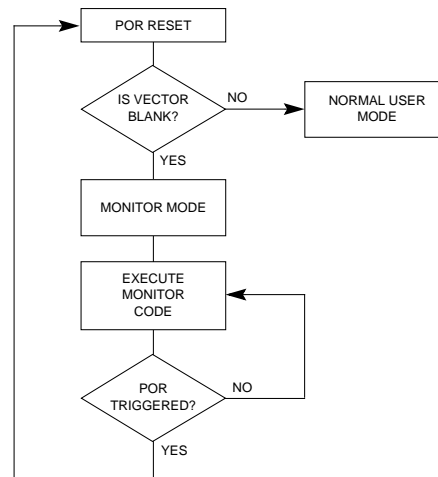 POR RESET
IS VECTOR
BLANK?
NO
NORMAL USER
MODE
YES
MONITOR MODE
EXECUTE
MONITOR
CODE
POR
TRIGGERED?
NO
YES